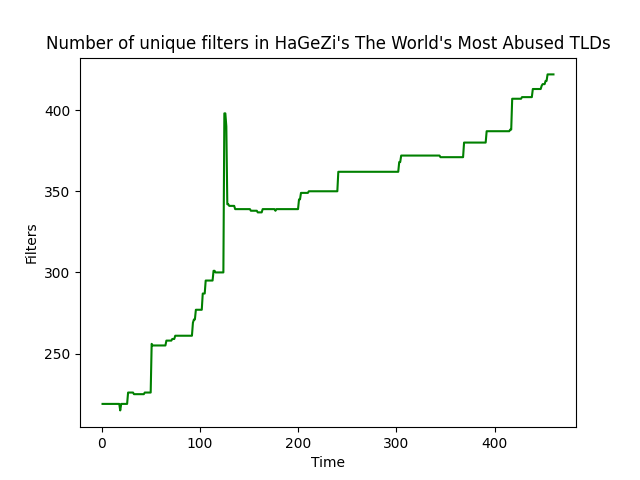 Number of unique filters in HaGeZi's The World's Most Abused TLDs
400
350
300
250
Filters
0 100 200 300 400
Time